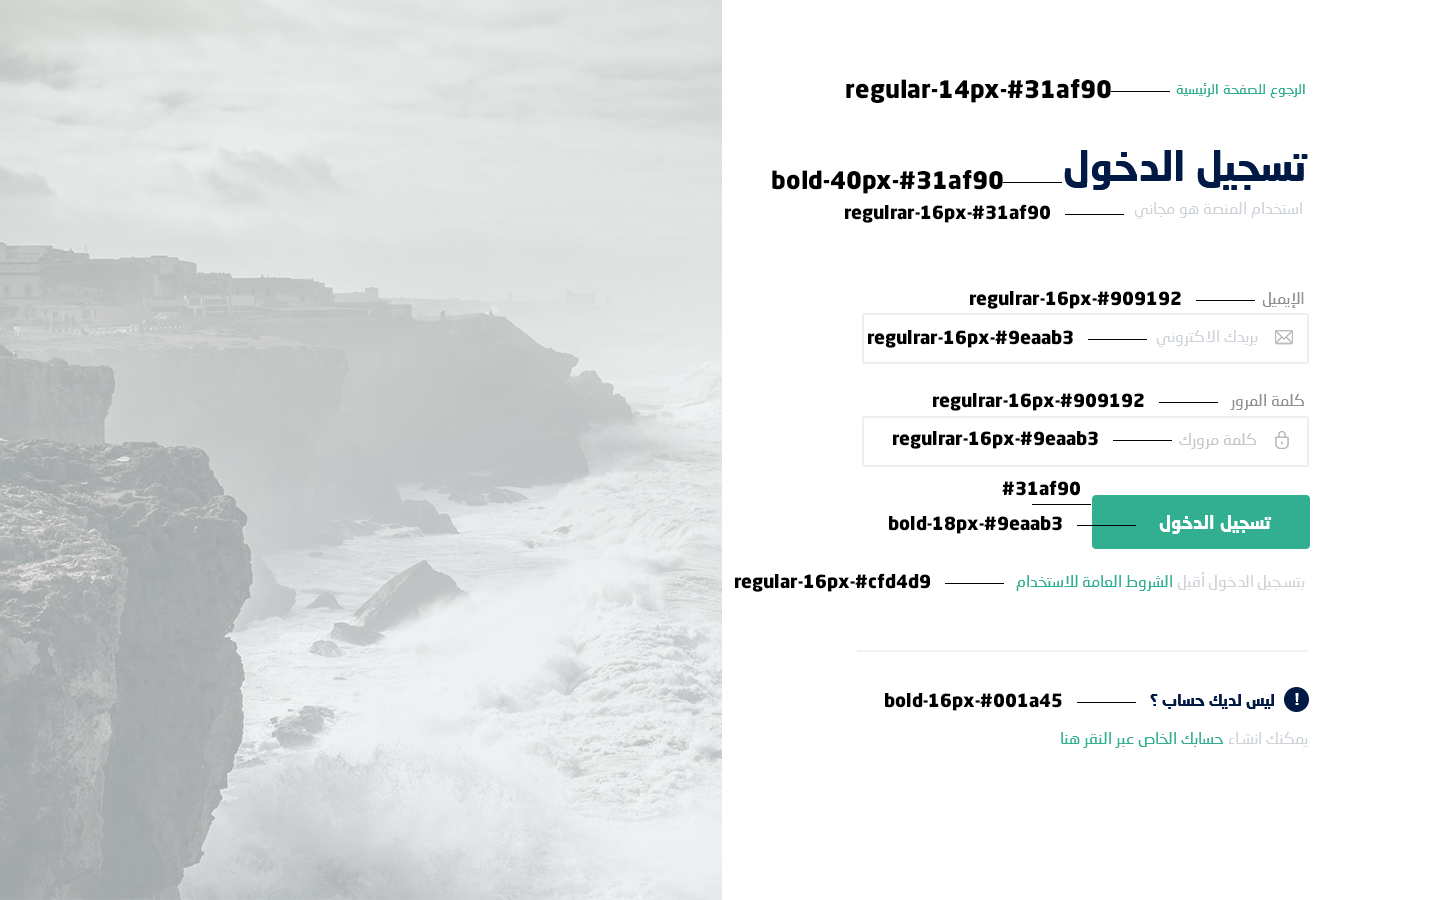 الرجوع للصفحة الرئيسية regular-14px-#31af90
تسجيل الدخول bold-40px-#31af90
استخدام المنصة هو مجاني regulrar-16px-#31af90
الإيميل regulrar-16px-#909192
بريدك الاكتروني regulrar-16px-#9eaab3
كلمة المرور regulrar-16px-#909192
كلمة مرورك regulrar-16px-#9eaab3
#31af90
تسجيل الدخول bold-18px-#9eaab3
بتسجيل الدخول أقبل الشروط العامة للاستخدام regular-16px-#cfd4d9
! ليس لديك حساب ؟ bold-16px-#001a45
يمكنك انشاء حسابك الخاص عبر النقر هنا